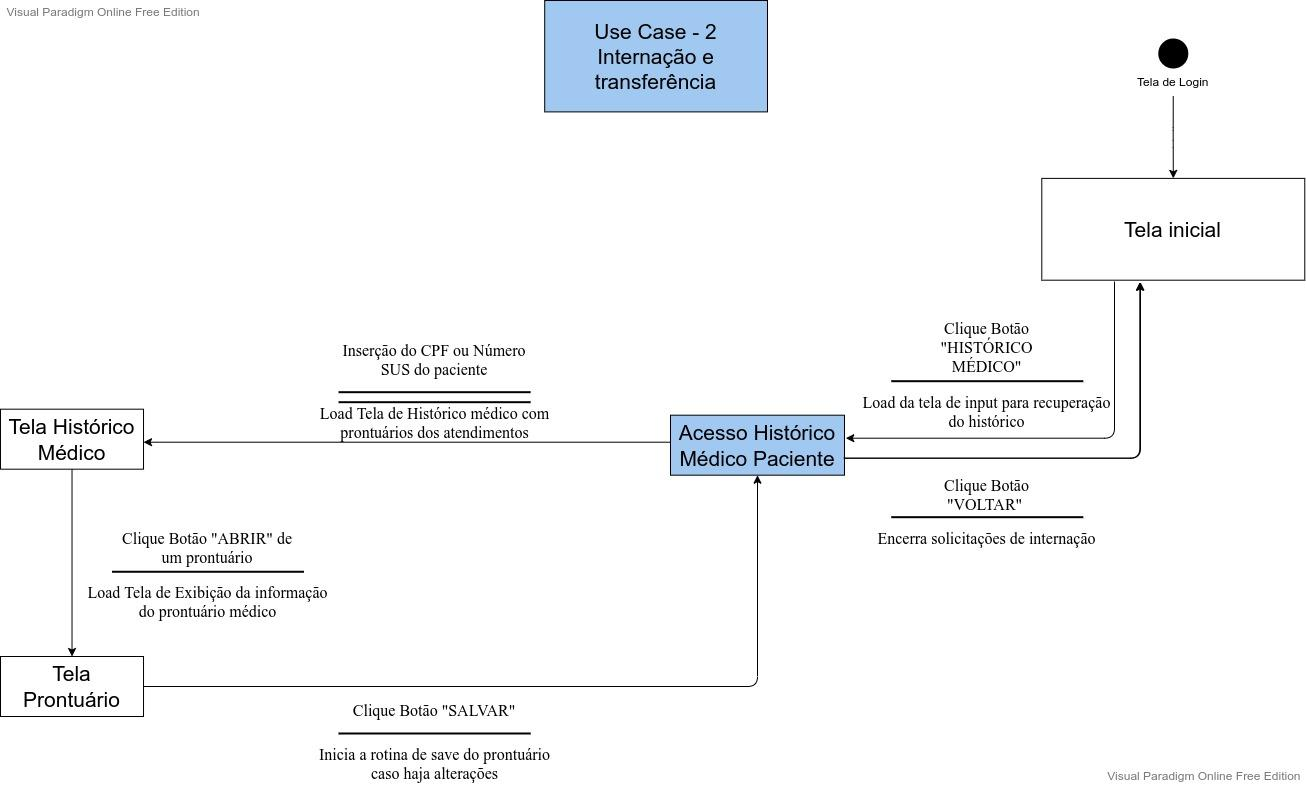 Visual Paradigm Online Free Edition
Use Case - 2
Internação e
transferência
Tela de Login
Tela inicial
Clique Botão
"HISTÓRICO
MÉDICO"
Load da tela de input para recuperação
do histórico
Inserção do CPF ou Número
SUS do paciente
Load Tela de Histórico médico com
prontuários dos atendimentos
Tela Histórico
Médico
Acesso Histórico
Médico Paciente
Clique Botão
"VOLTAR"
Encerra solicitações de internação
Clique Botão "ABRIR" de
um prontuário
Load Tela de Exibição da informação
do prontuário médico
Tela
Prontuário
Clique Botão "SALVAR"
Inicia a rotina de save do prontuário
caso haja alterações
Visual Paradigm Online Free Edition